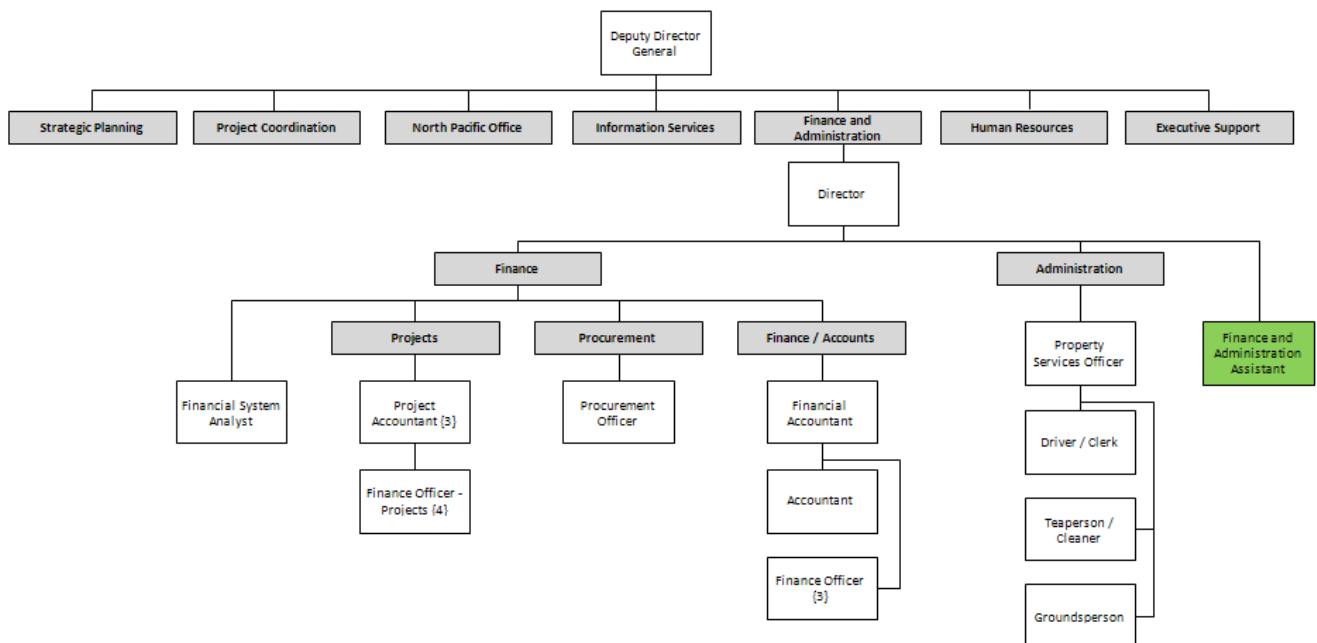 Deputy Director
General
Strategic Planning
Project Coordination
North Pacific Office
Information Services
Finance and
Administration
Human Resources
Executive Support
Director
Finance
Administration
Projects
Procurement
Finance / Accounts
Property
Services Officer
Finance and
Administration
Assistant
Financial System
Analyst
Project
Accountant {3}
Procurement
Officer
Financial
Accountant
Driver / Clerk
Finance Officer -
Projects {4}
Accountant
Teaperson /
Cleaner
Finance Officer
{3}
Groundsperson